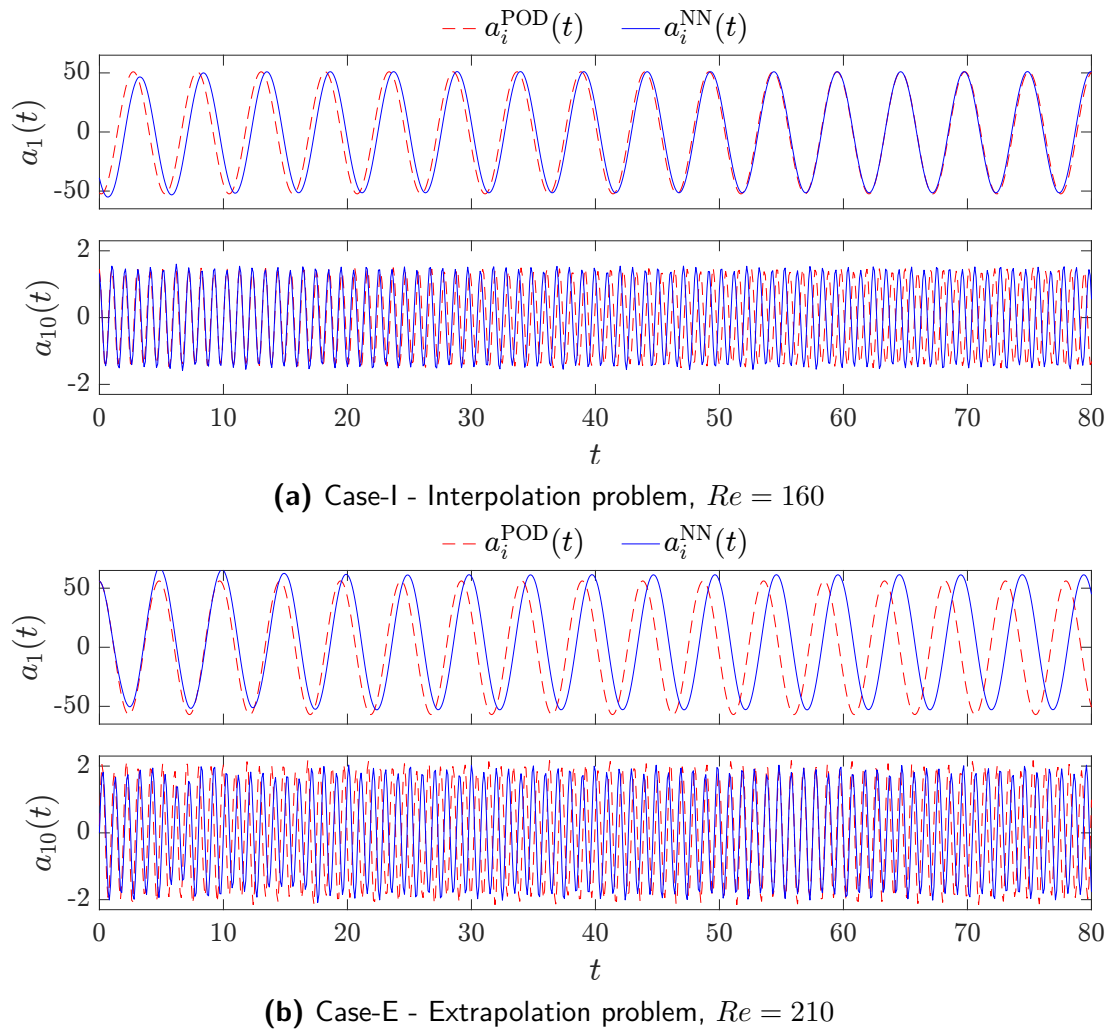 a_i^POD(t) a_i^NN(t)
50
0
-50
a_1(t)
2
0
-2
a_10(t)
0 10 20 30 40 50 60 70 80
t
(a) Case-I - Interpolation problem, Re = 160
a_i^POD(t) a_i^NN(t)
50
0
-50
a_1(t)
2
0
-2
a_10(t)
0 10 20 30 40 50 60 70 80
t
(b) Case-E - Extrapolation problem, Re = 210